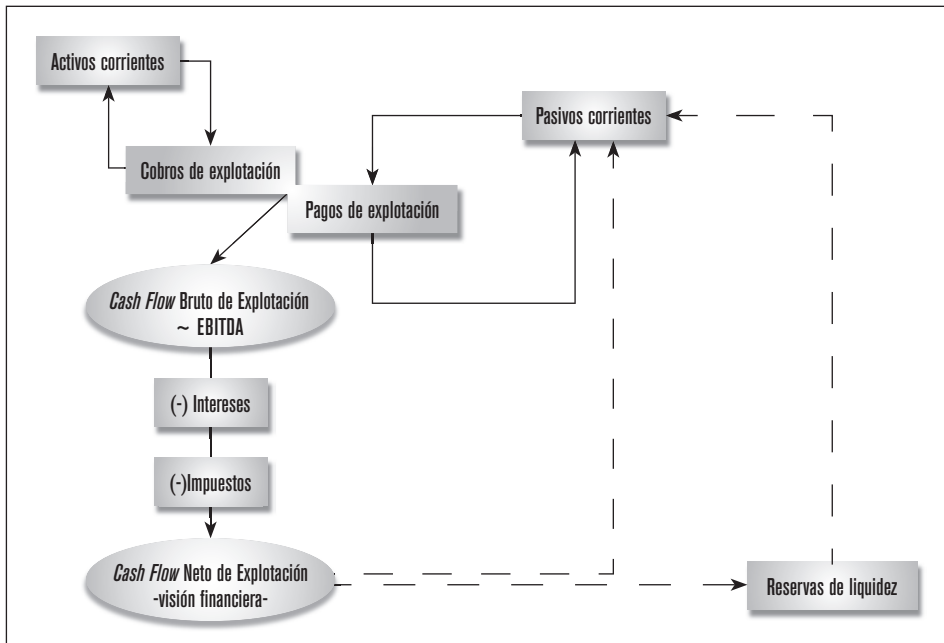 Activos corrientes
Pasivos corrientes
Cobros de explotación
Pagos de explotación
Cash Flow Bruto de Explotación
~ EBITDA
(-) Intereses
(-)Impuestos
Cash Flow Neto de Explotación
-visión financiera-
Reservas de liquidez